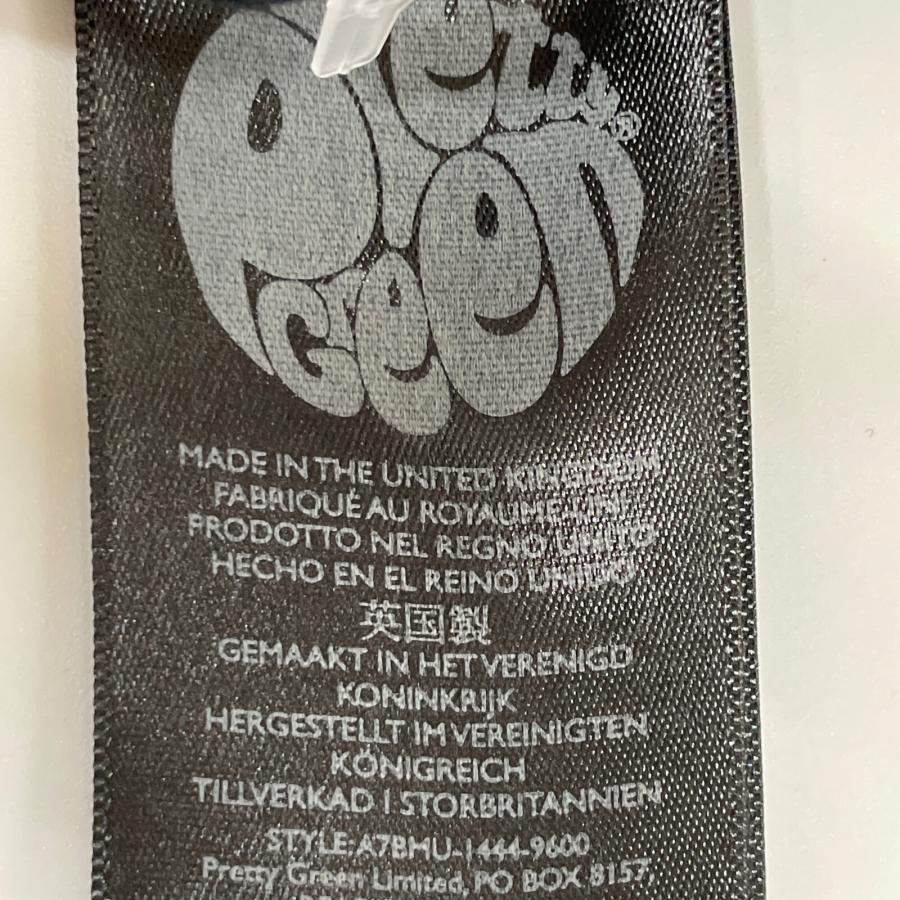 Pretty®
Green
MADE IN THE UNITED KINGDOM
FABRIQUÉ AU ROYAUME-UNI
PRODOTTO NEL REGNO UNITO
HECHO EN EL REINO UNIDO
英国製
GEMAAKT IN HET VERENIGD
KONINKRIJK
HERGESTELLT IM VEREINIGTEN
KÖNIGREICH
TILLVERKAD I STORBRITANNIEN
STYLE:A7BMU-1444-9600
Pretty Green Limited, PO BOX 8157,